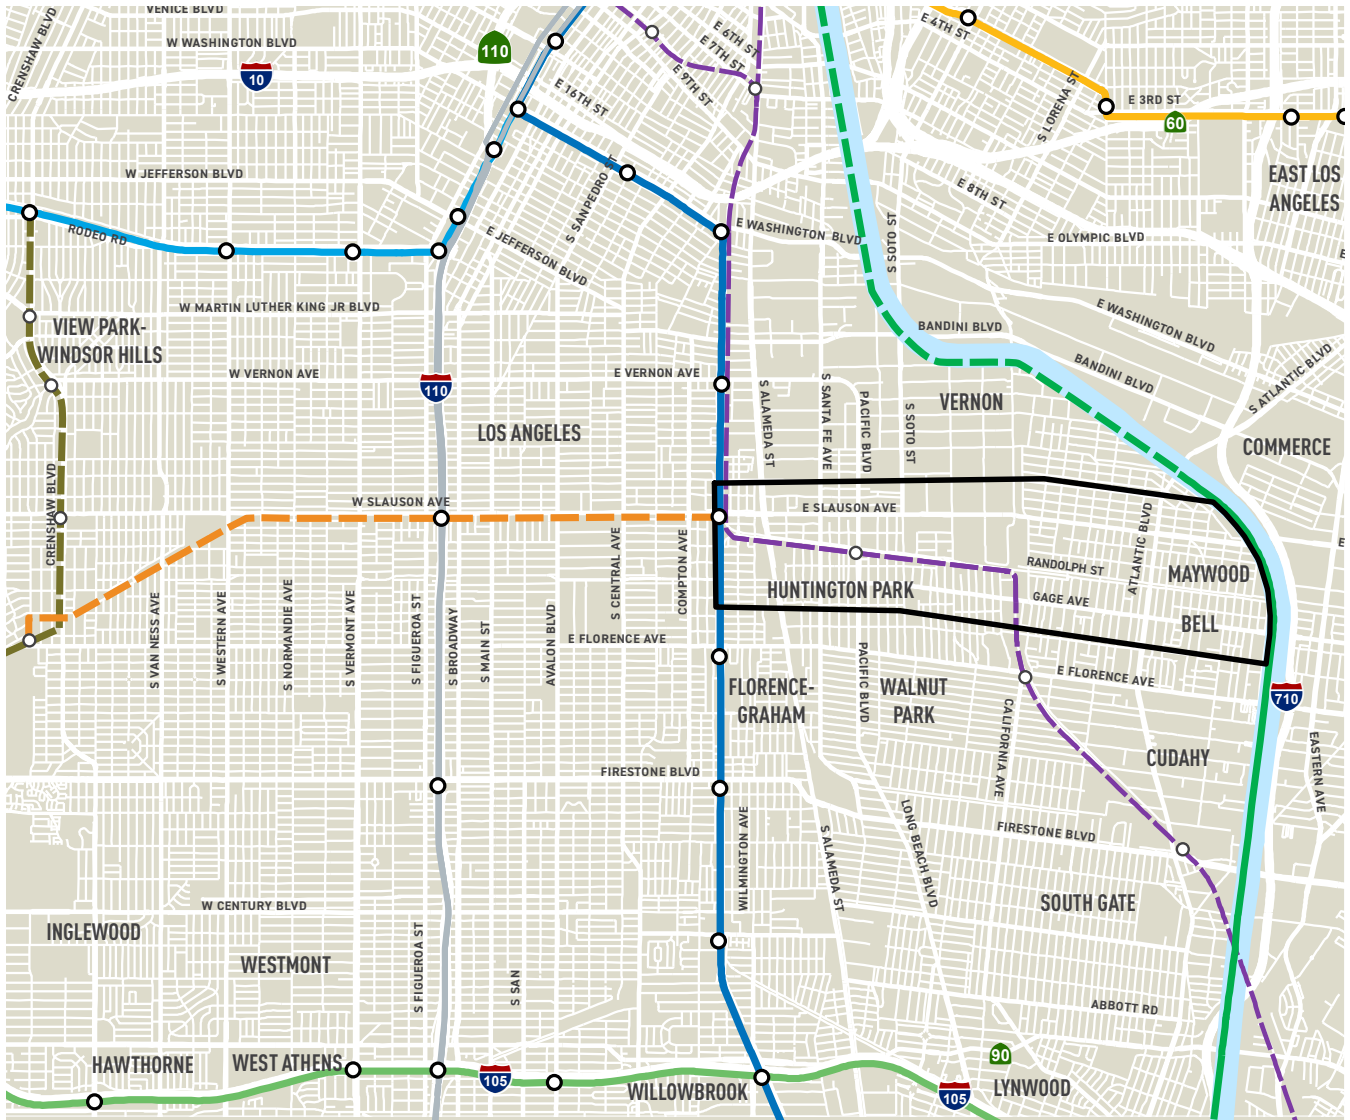 VENICE BLVD
CRENSHAW BLVD
W WASHINGTON BLVD
10
110
E 4TH ST
E 6TH ST
E 7TH ST
E 9TH ST
E 16TH ST
S LORENA ST
E 3RD ST
60
W JEFFERSON BLVD
EAST LOS
ANGELES
S SAN PEDRO ST
E 8TH ST
RODEO RD
E JEFFERSON BLVD
E WASHINGTON BLVD
S SOTO ST
E OLYMPIC BLVD
E
W MARTIN LUTHER KING JR BLVD
E WASHINGTON BLVD
VIEW PARK-
WINDSOR HILLS
BANDINI BLVD
BANDINI BLVD
S ATLANTIC BLVD
W VERNON AVE
110
E VERNON AVE
S ALAMEDA ST
S SANTA FE AVE
PACIFIC BLVD
S SOTO ST
VERNON
LOS ANGELES
COMMERCE
CRENSHAW BLVD
W SLAUSON AVE
E SLAUSON AVE
ATLANTIC BLVD
E
S CENTRAL AVE
COMPTON AVE
RANDOLPH ST
MAYWOOD
HUNTINGTON PARK
GAGE AVE
BELL
S VAN NESS AVE
S WESTERN AVE
S NORMANDIE AVE
S VERMONT AVE
S FIGUEROA ST
S BROADWAY
S MAIN ST
AVALON BLVD
E FLORENCE AVE
PACIFIC BLVD
E FLORENCE AVE
FLORENCE-
GRAHAM
WALNUT
PARK
710
CALIFORNIA AVE
CUDAHY
EASTERN AVE
FIRESTONE BLVD
WILMINGTON AVE
S ALAMEDA ST
LONG BEACH BLVD
FIRESTONE BLVD
W CENTURY BLVD
SOUTH GATE
INGLEWOOD
WESTMONT
S FIGUEROA ST
S SAN
ABBOTT RD
HAWTHORNE
WEST ATHENS
105
WILLOWBROOK
90
105
LYNWOOD